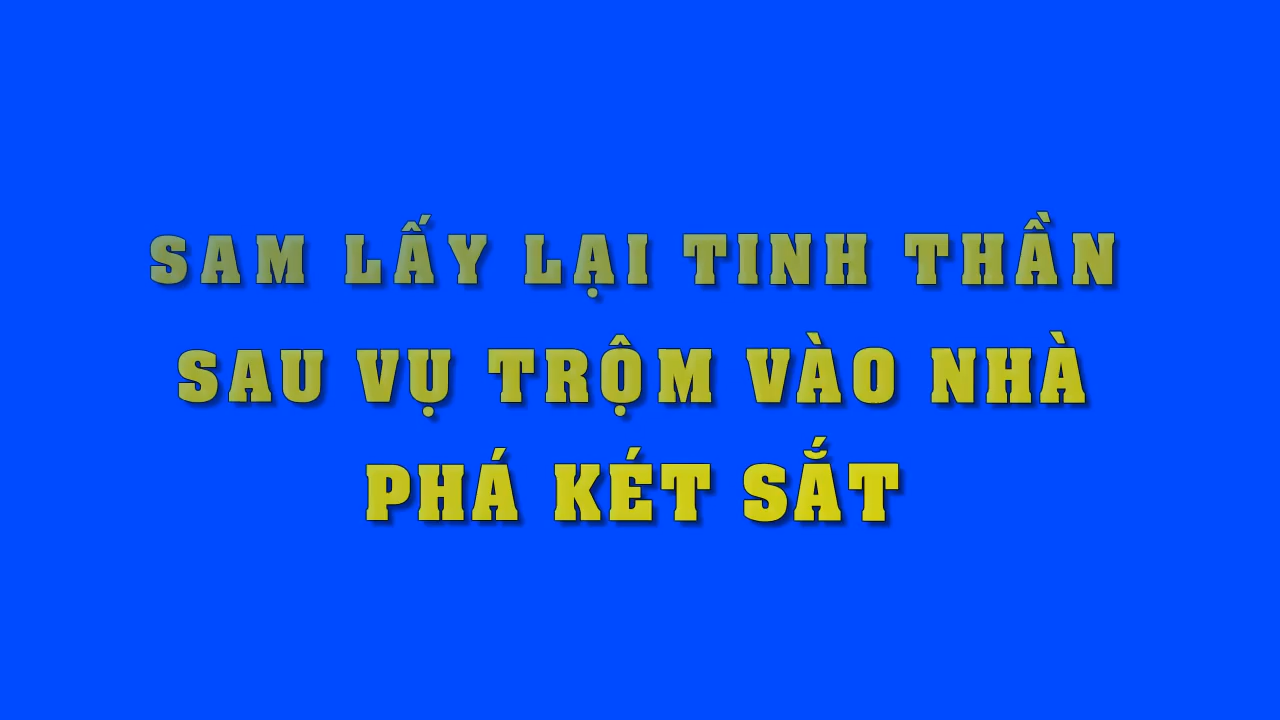 SAM LẤY LẠI TINH THẦN
SAU VỤ TRỘM VÀO NHÀ
PHÁ KÉT SẮT